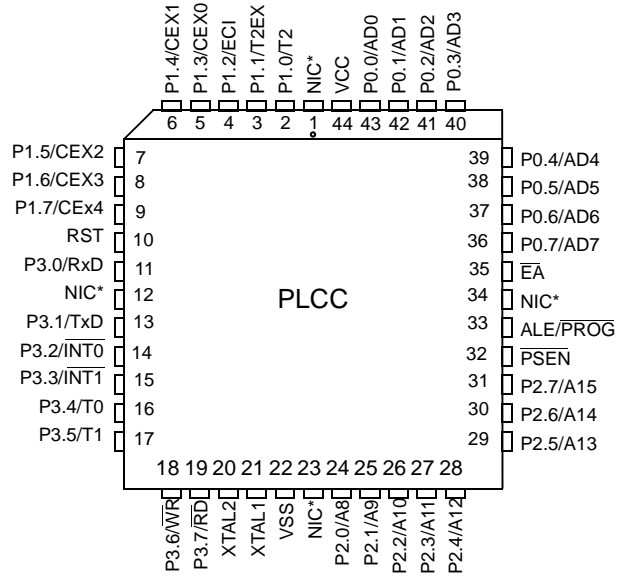 P1.4/CEX1
P1.3/CEX0
P1.2/ECI
P1.1/T2EX
P1.0/T2
NIC*
VCC
P0.0/AD0
P0.1/AD1
P0.2/AD2
P0.3/AD3
6 5 4 3 2 1 44 43 42 41 40
P1.5/CEX2 7 39 P0.4/AD4
P1.6/CEX3 8 38 P0.5/AD5
P1.7/CEx4 9 37 P0.6/AD6
RST 10 36 P0.7/AD7
P3.0/RxD 11 35 EA
NIC* 12 PLCC 34 NIC*
P3.1/TxD 13 33 ALE/PROG
P3.2/INT0 14 32 PSEN
P3.3/INT1 15 31 P2.7/A15
P3.4/T0 16 30 P2.6/A14
P3.5/T1 17 29 P2.5/A13
18 19 20 21 22 23 24 25 26 27 28
P3.6/WR
P3.7/RD
XTAL2
XTAL1
VSS
NIC*
P2.0/A8
P2.1/A9
P2.2/A10
P2.3/A11
P2.4/A12